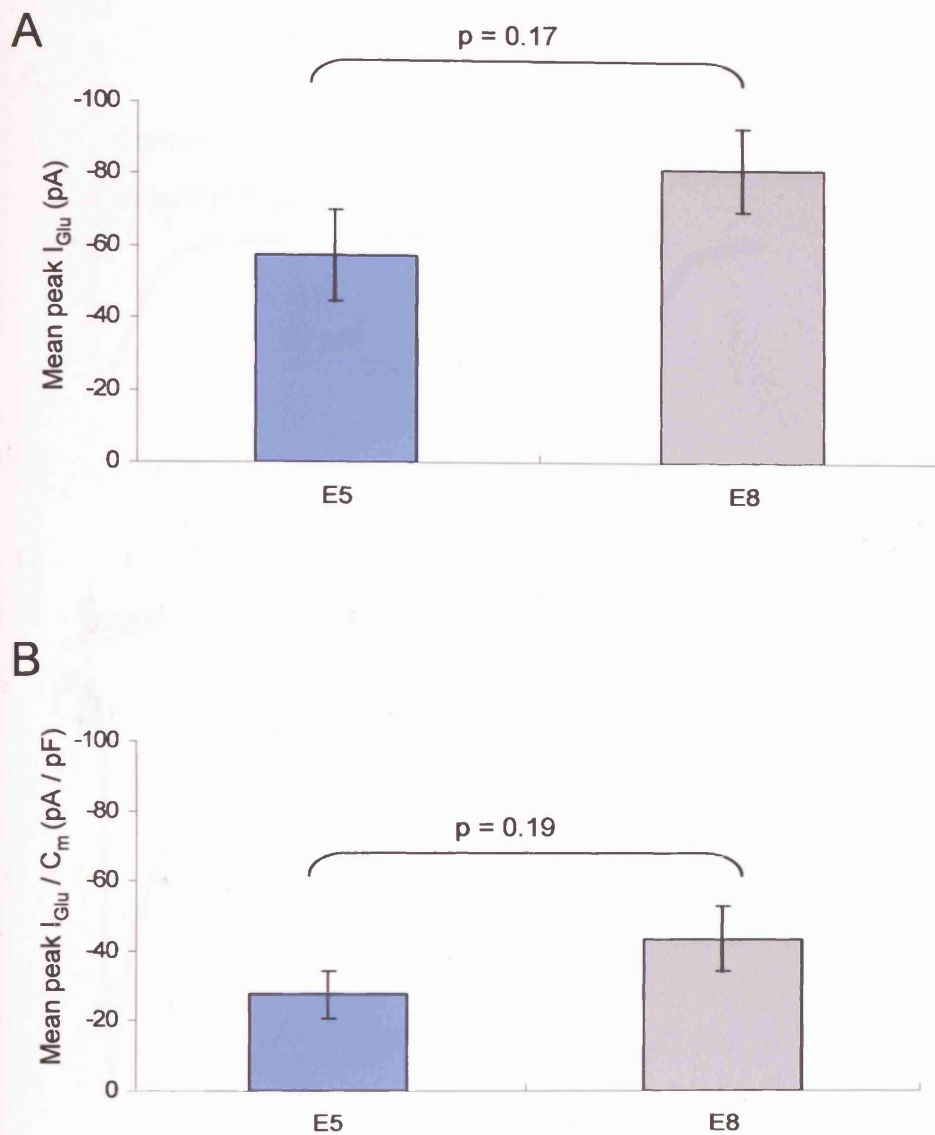 A
p = 0.17
Mean peak I_Glu (pA)
-100
-80
-60
-40
-20
0
E5
E8
B
p = 0.19
Mean peak I_Glu / C_m (pA / pF)
-100
-80
-60
-40
-20
0
E5
E8